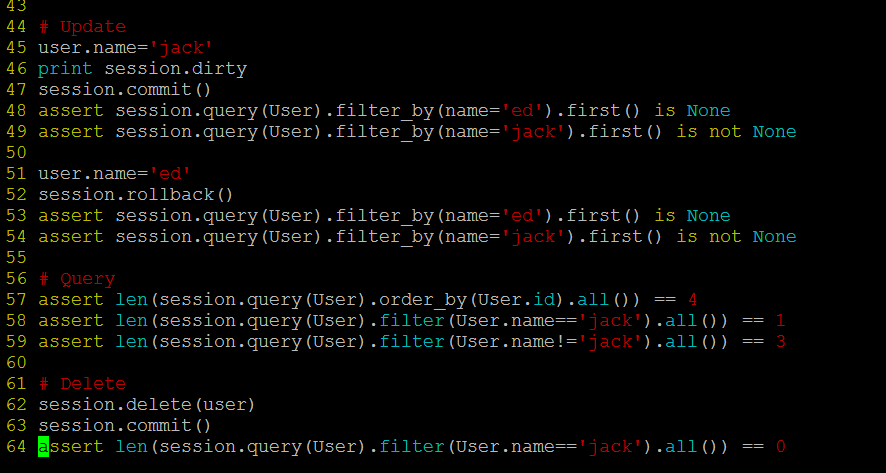 43
44 # Update
45 user.name='jack'
46 print session.dirty
47 session.commit()
48 assert session.query(User).filter_by(name='ed').first() is None
49 assert session.query(User).filter_by(name='jack').first() is not None
50
51 user.name='ed'
52 session.rollback()
53 assert session.query(User).filter_by(name='ed').first() is None
54 assert session.query(User).filter_by(name='jack').first() is not None
55
56 # Query
57 assert len(session.query(User).order_by(User.id).all()) == 4
58 assert len(session.query(User).filter(User.name=='jack').all()) == 1
59 assert len(session.query(User).filter(User.name!='jack').all()) == 3
60
61 # Delete
62 session.delete(user)
63 session.commit()
64 assert len(session.query(User).filter(User.name=='jack').all()) == 0